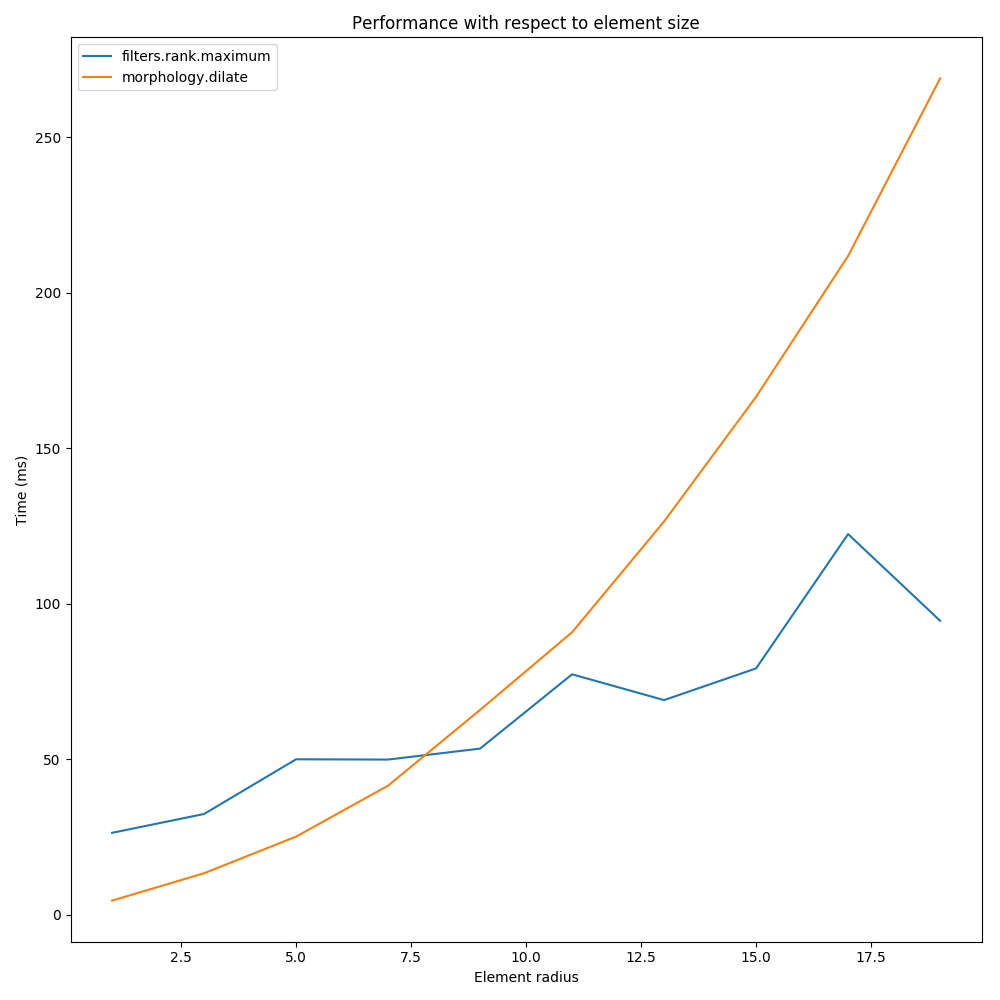 Performance with respect to element size
filters.rank.maximum
morphology.dilate
250
200
150
100
50
0
Time (ms)
2.5 5.0 7.5 10.0 12.5 15.0 17.5
Element radius